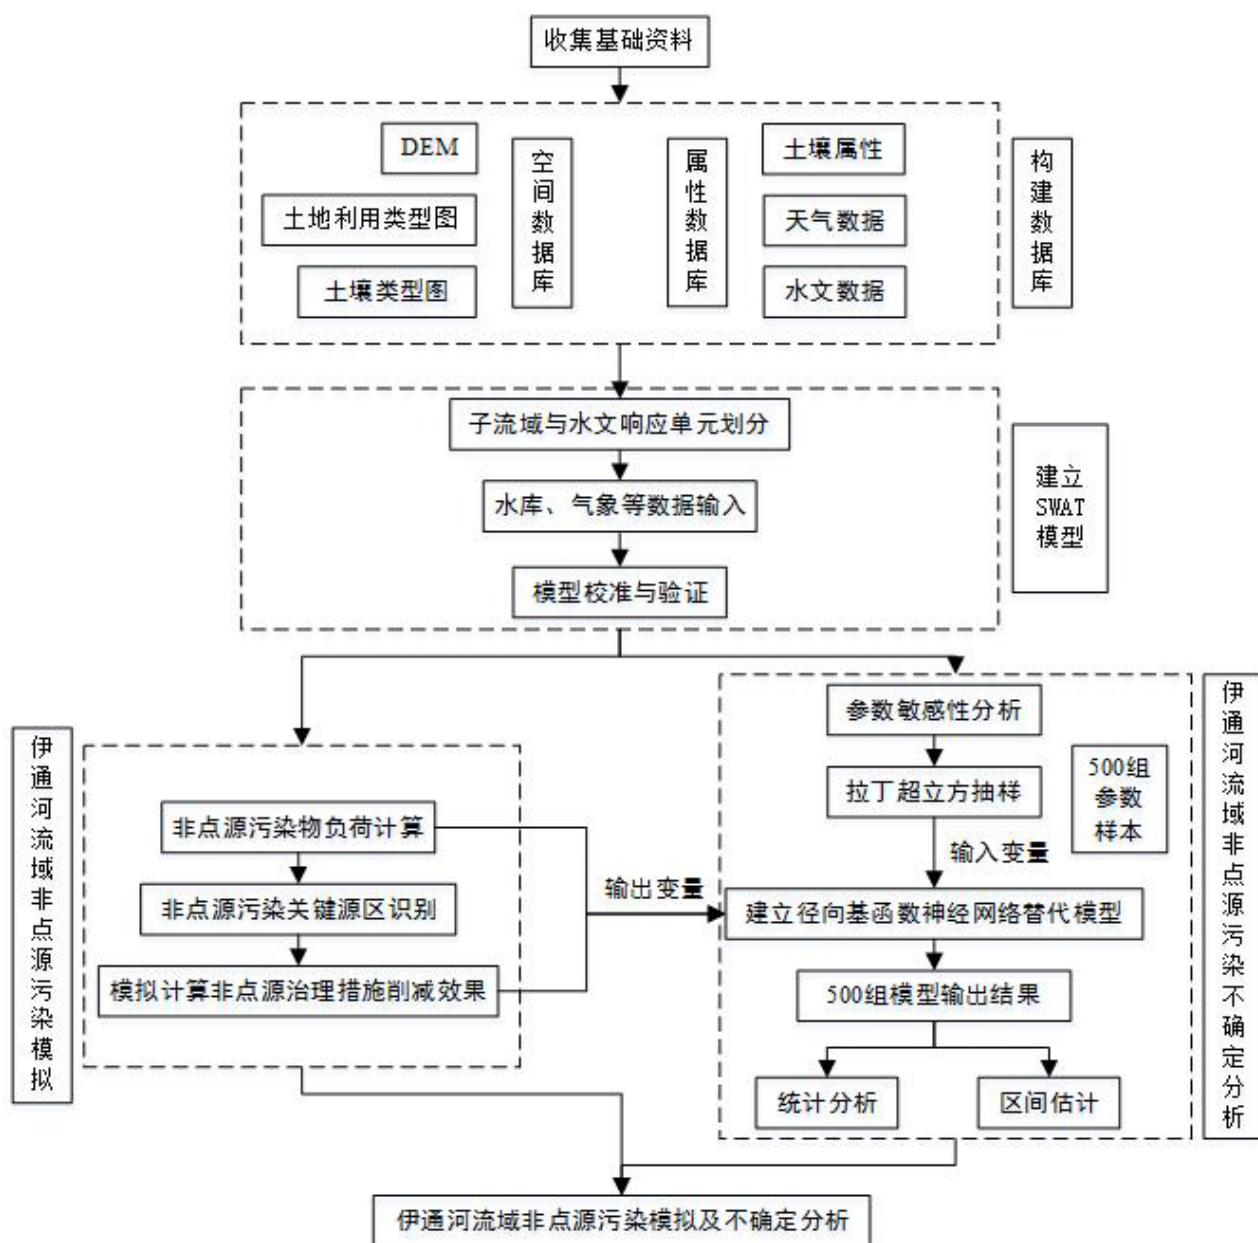 收集基础资料
DEM
土地利用类型图
土壤类型图
空间数据库
属性数据库
土壤属性
天气数据
水文数据
构建数据库
子流域与水文响应单元划分
水库、气象等数据输入
模型校准与验证
建立
SWAT
模型
伊通河流域非点源污染模拟
非点源污染物负荷计算
非点源污染关键源区识别
模拟计算非点源治理措施削减效果
输出变量
参数敏感性分析
拉丁超立方抽样
500组
参数
样本
输入变量
建立径向基函数神经网络替代模型
500组模型输出结果
统计分析
区间估计
伊通河流域非点源污染不确定分析
伊通河流域非点源污染模拟及不确定分析